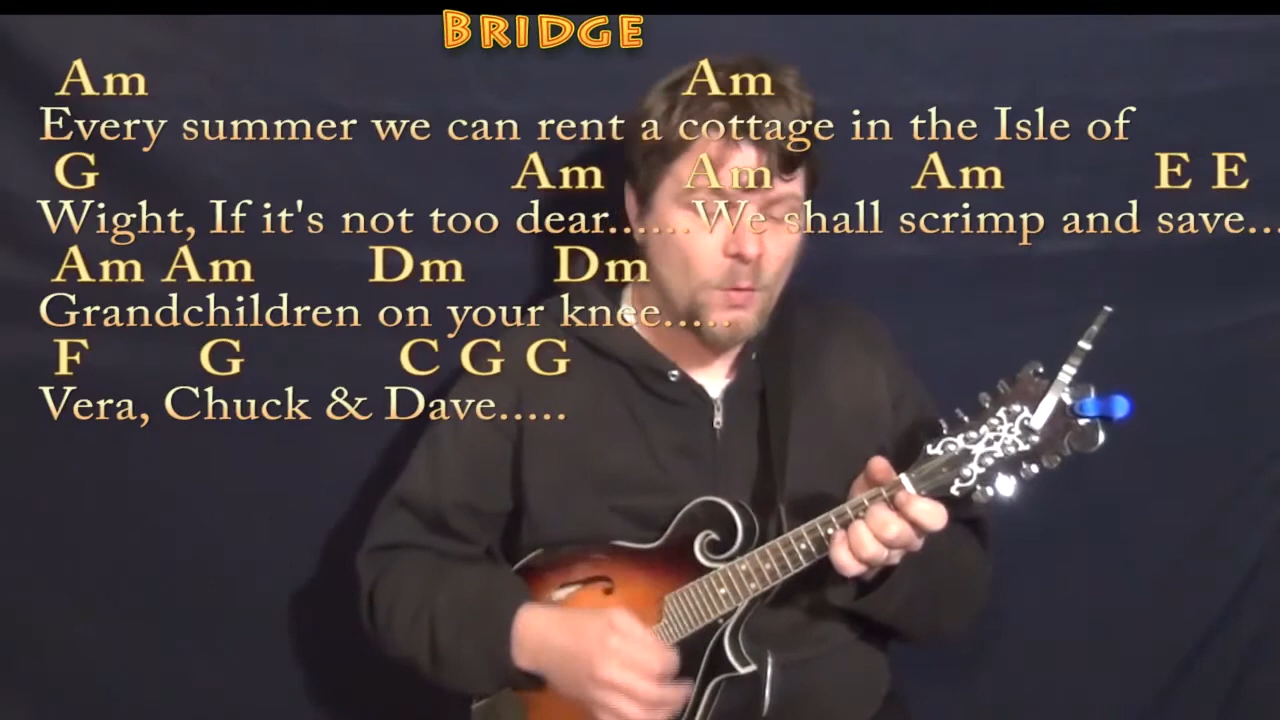 BRIDGE
Am Am
Every summer we can rent a cottage in the Isle of
G Am Am Am E E
Wight, If it's not too dear......We shall scrimp and save...
Am Am Dm Dm
Grandchildren on your knee.....
F G C G G
Vera, Chuck & Dave.....